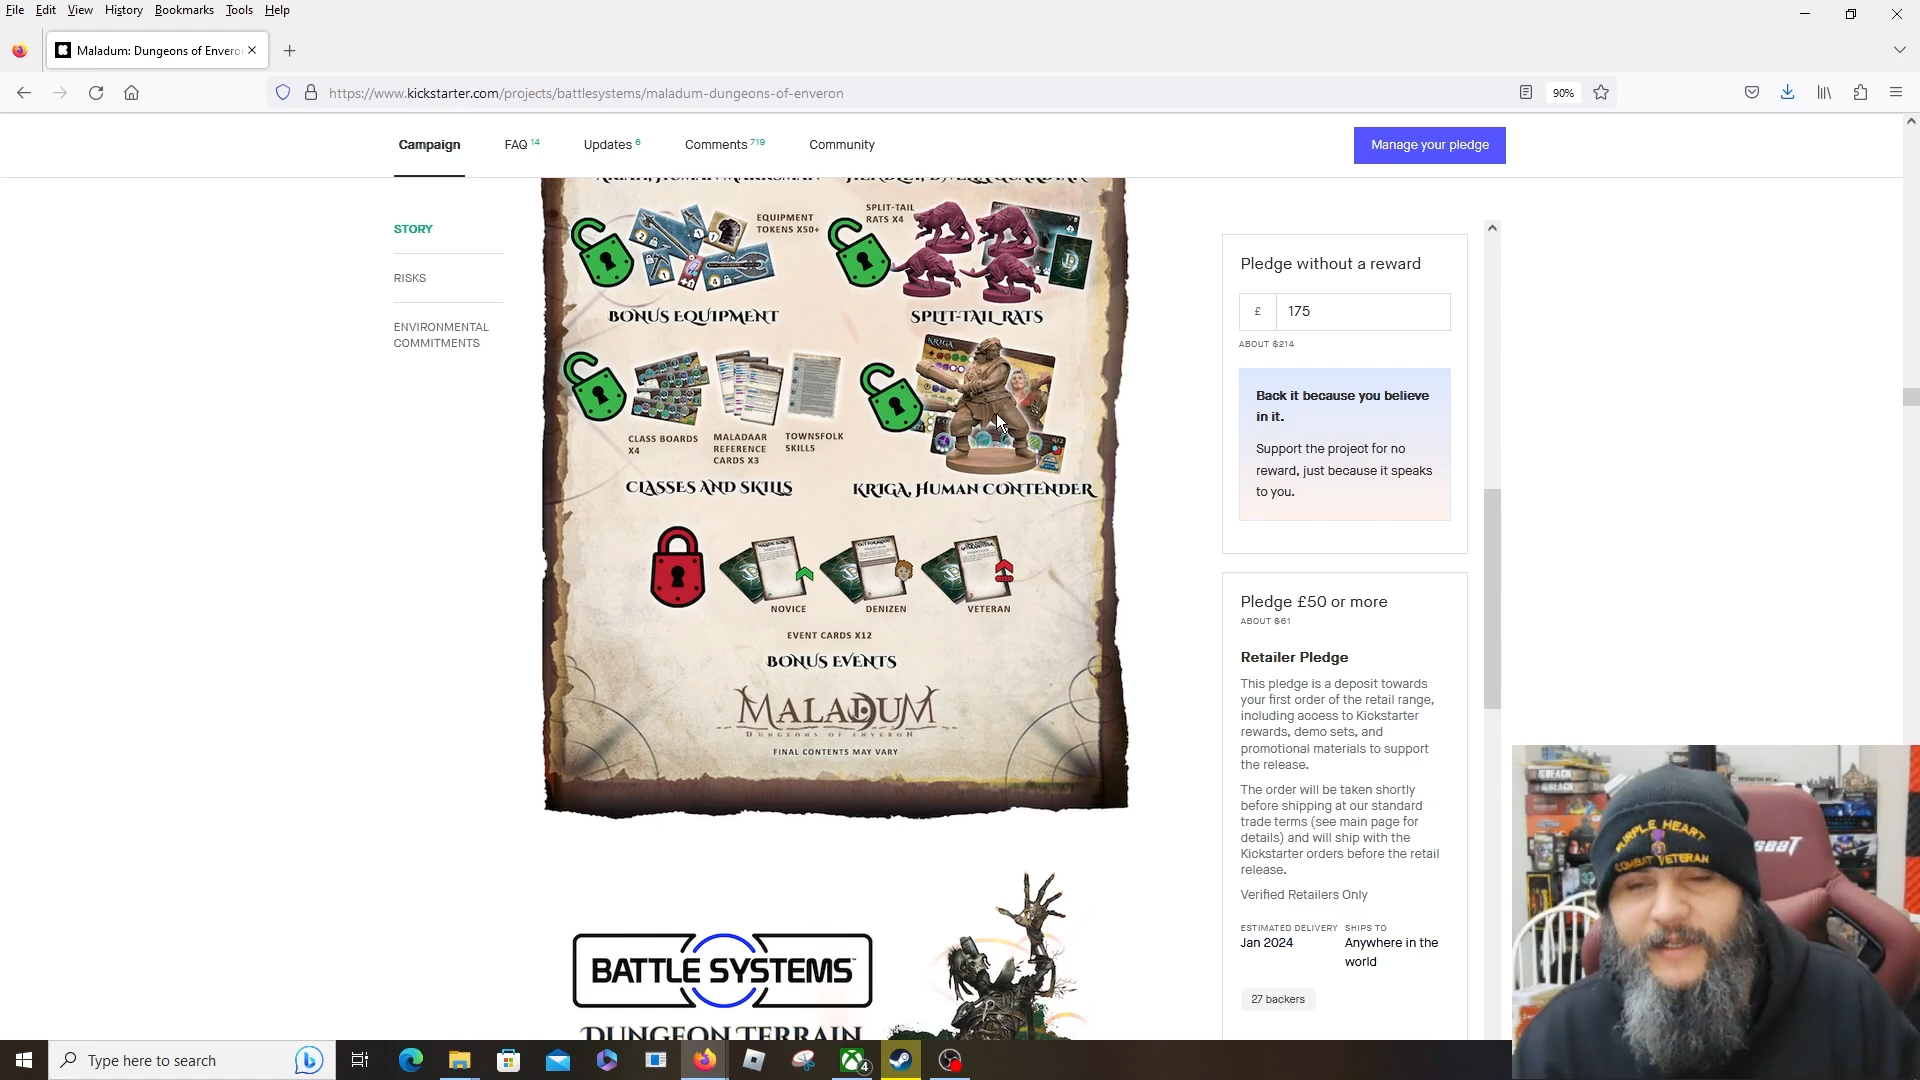 File Edit View History Bookmarks Tools Help
Maladum: Dungeons of Envero
https://www.kickstarter.com/projects/battlesystems/maladum-dungeons-of-enveron
90%
Campaign FAQ 14 Updates 6 Comments 719 Community
Manage your pledge
STORY
RISKS
ENVIRONMENTAL
COMMITMENTS
EQUIPMENT
TOKENS X50+
SPLIT-TAIL
RATS X4
BONUS EQUIPMENT
SPLIT-TAIL RATS
KRIGA
CLASS BOARDS
X4
MALADAAR
REFERENCE
CARDS X3
TOWNSFOLK
SKILLS
CLASSES AND SKILLS
KRIGA, HUMAN CONTENDER
NOVICE
DENIZEN
VETERAN
EVENT CARDS X12
BONUS EVENTS
MALADUM
DUNGEONS OF ENVERON
FINAL CONTENTS MAY VARY
BATTLE SYSTEMS™
DUNGEON TERRAIN
Pledge without a reward
£ 175
ABOUT $214
Back it because you believe
in it.
Support the project for no
reward, just because it speaks
to you.
Pledge £50 or more
ABOUT $61
Retailer Pledge
This pledge is a deposit towards
your first order of the retail range,
including access to Kickstarter
rewards, demo sets, and
promotional materials to support
the release.
The order will be taken shortly
before shipping at our standard
trade terms (see main page for
details) and will ship with the
Kickstarter orders before the retail
release.
Verified Retailers Only
ESTIMATED DELIVERY SHIPS TO
Jan 2024 Anywhere in the
world
27 backers
PURPLE HEART
COMBAT VETERAN
Type here to search
4